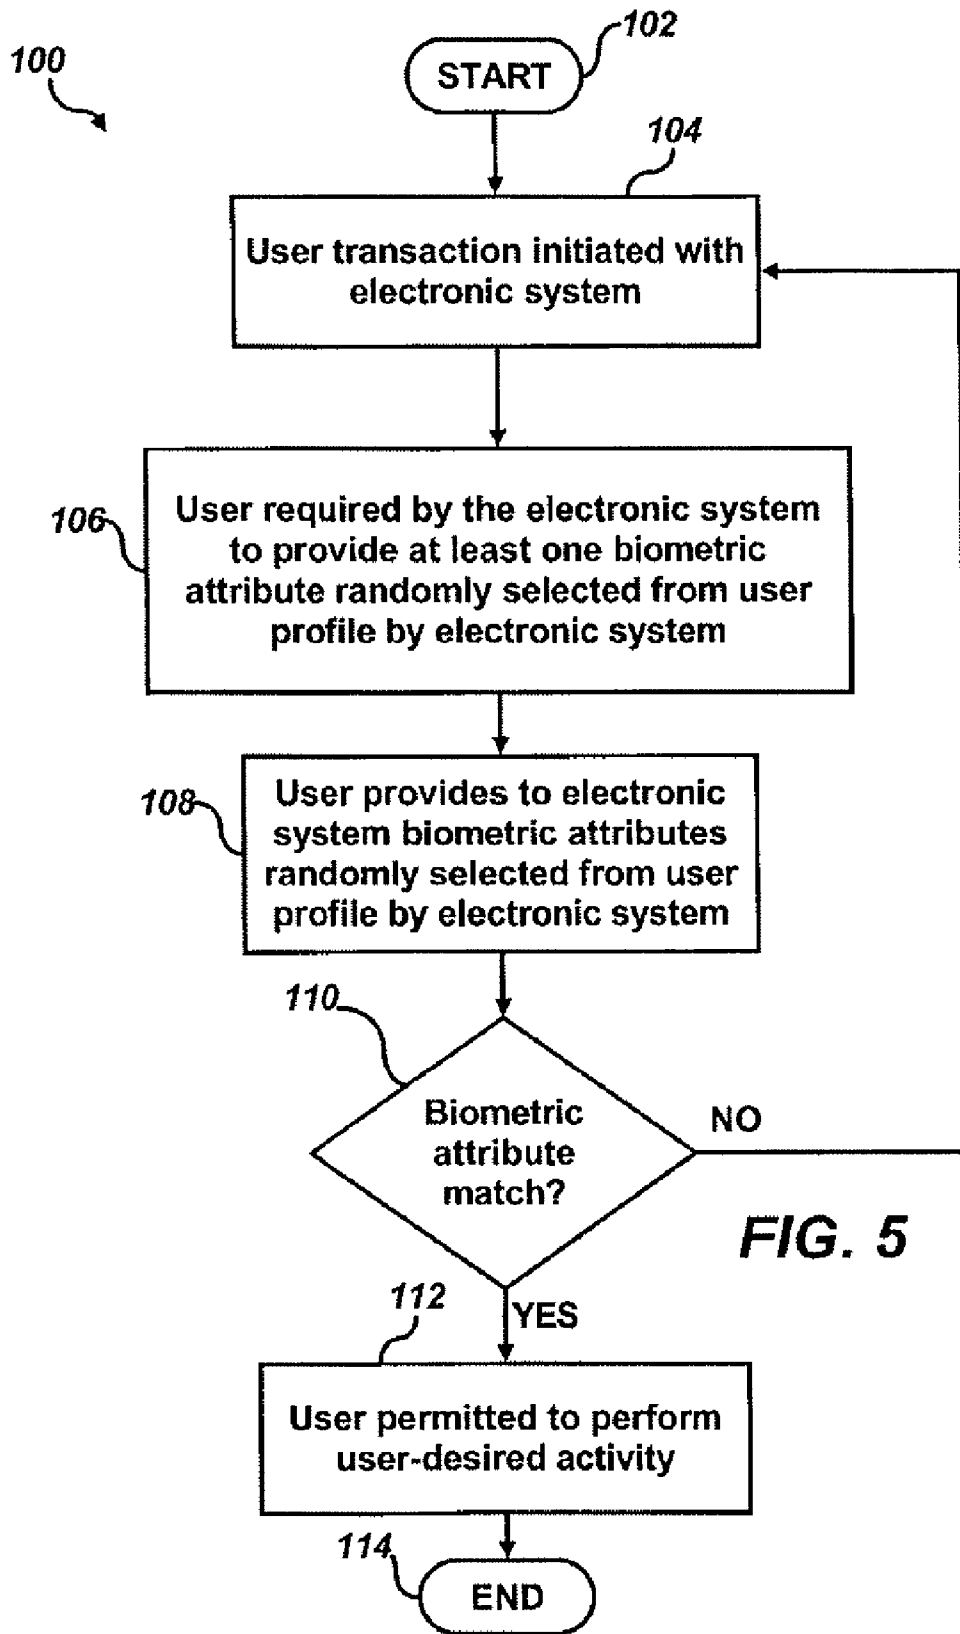 100
102
START
104
User transaction initiated with
electronic system
106
User required by the electronic system
to provide at least one biometric
attribute randomly selected from user
profile by electronic system
108
User provides to electronic
system biometric attributes
randomly selected from user
profile by electronic system
110
Biometric
attribute
match?
NO
FIG. 5
YES
112
User permitted to perform
user-desired activity
114
END